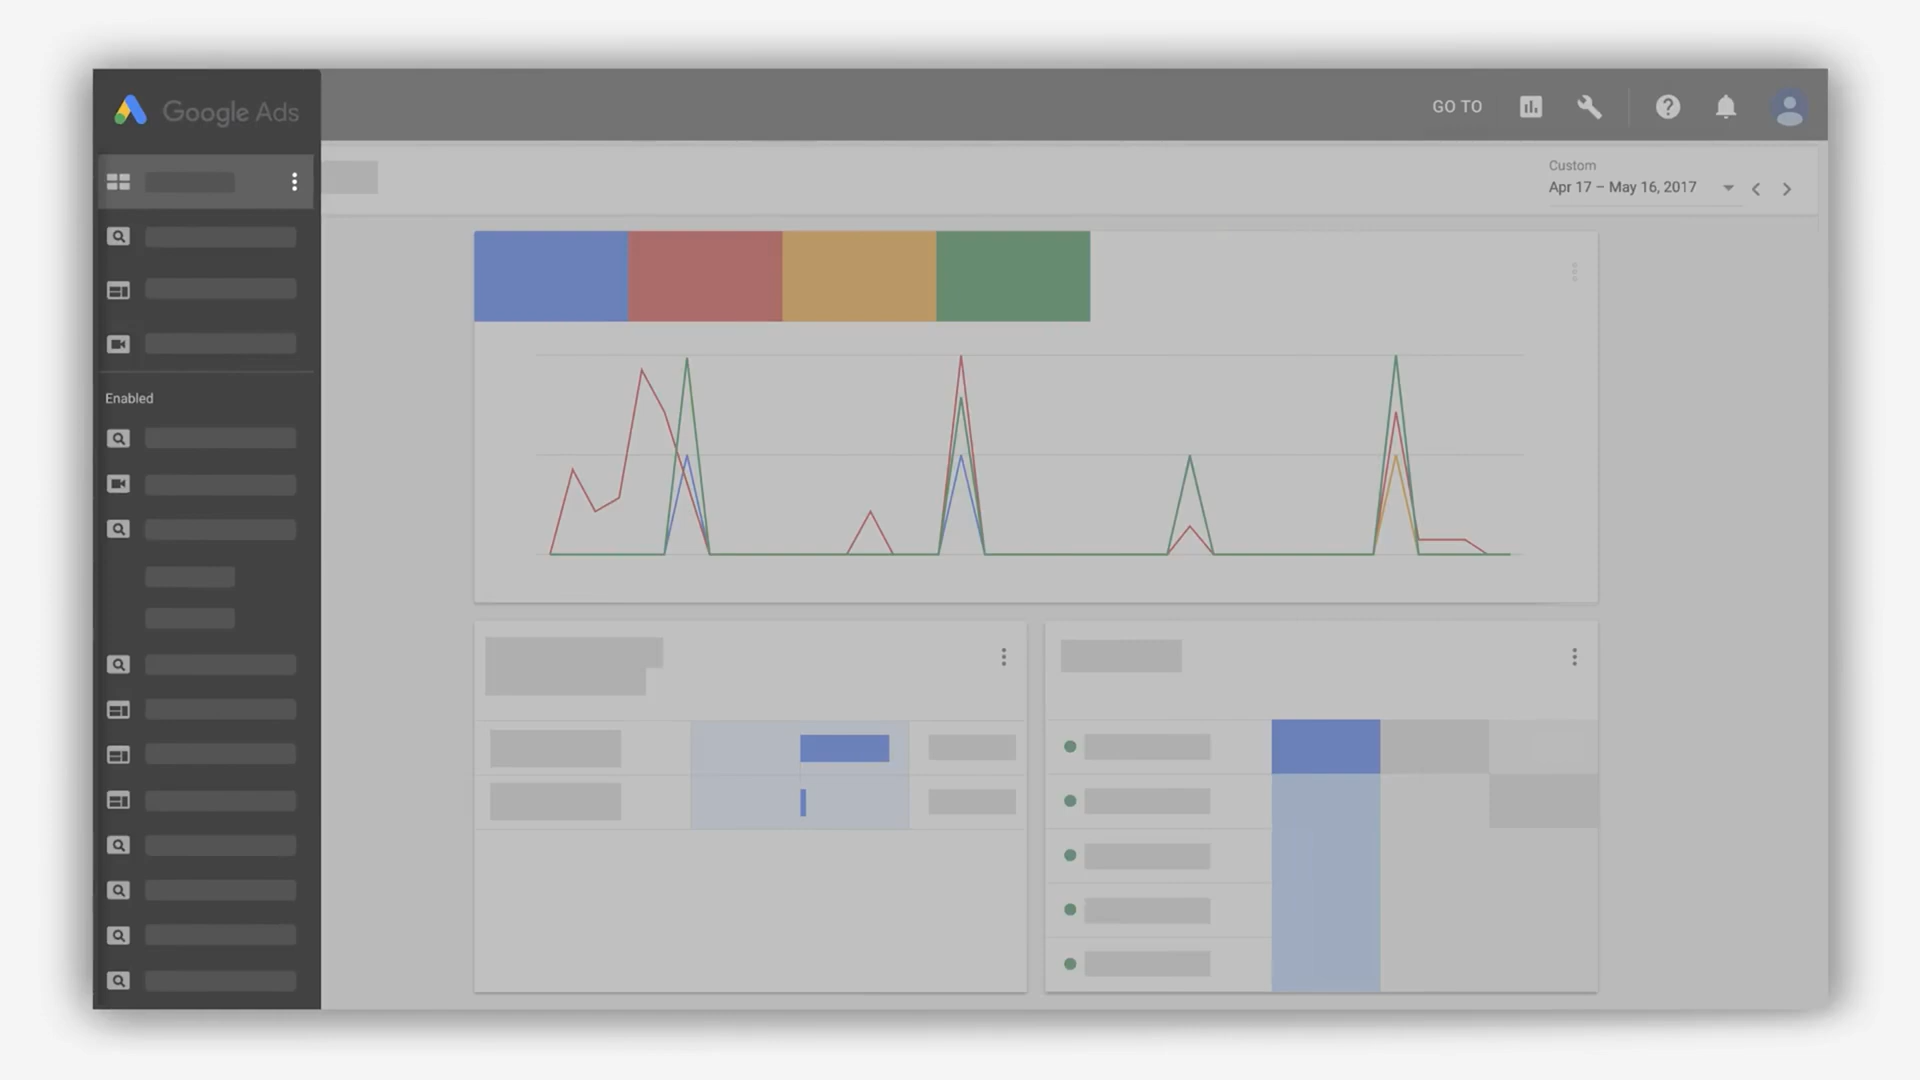 Google Ads
GO TO
Custom
Apr 17 – May 16, 2017
Enabled